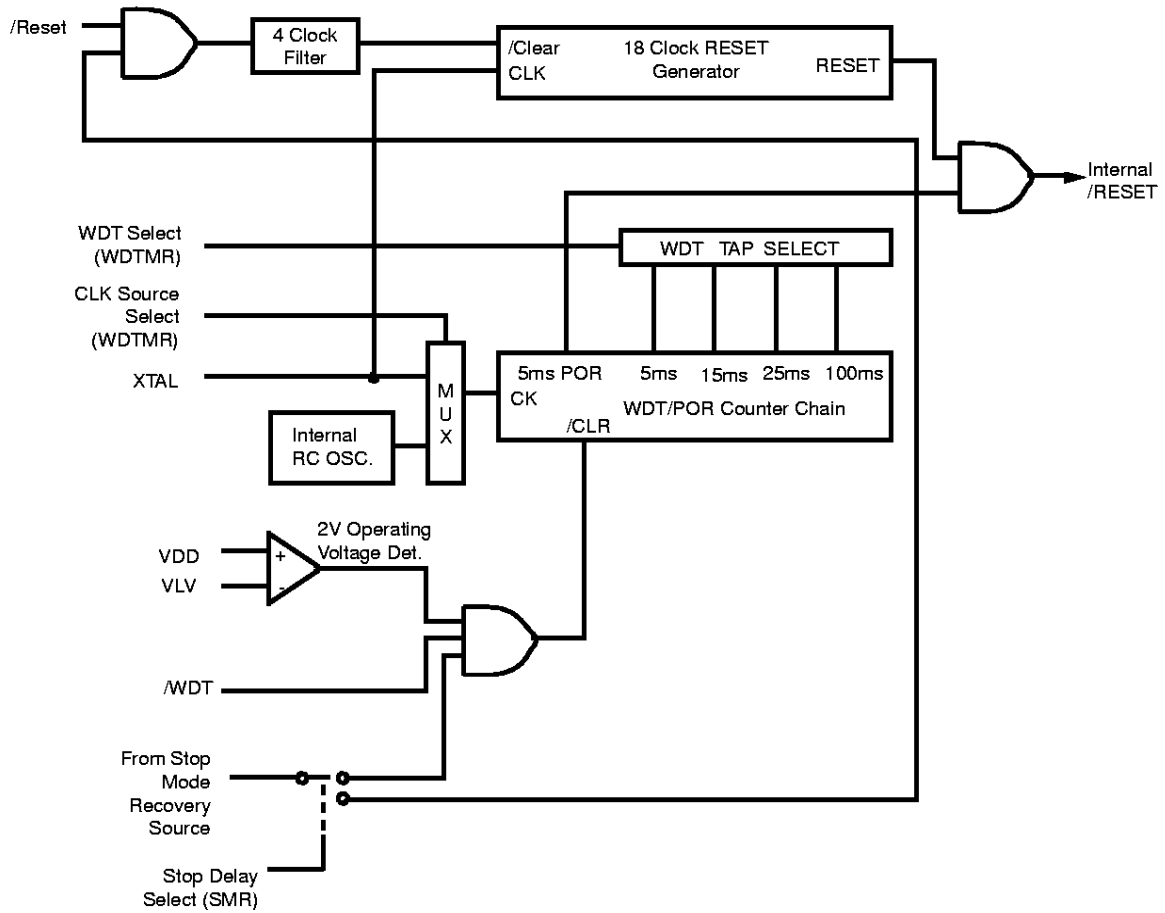 /Reset
4 Clock
Filter
/Clear
CLK
18 Clock RESET
Generator
RESET
Internal
/RESET
WDT Select
(WDTMR)
WDT TAP SELECT
CLK Source
Select
(WDTMR)
XTAL
M
U
X
5ms POR
5ms
15ms
25ms
100ms
CK
WDT/POR Counter Chain
/CLR
Internal
RC OSC.
2V Operating
Voltage Det.
VDD
+
VLV
-
/WDT
From Stop
Mode
Recovery
Source
Stop Delay
Select (SMR)